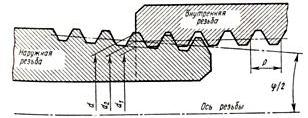 Внутренняя
резьба
Наружная
резьба
P
d
d₂
d₁
φ/2
Ось резьбы